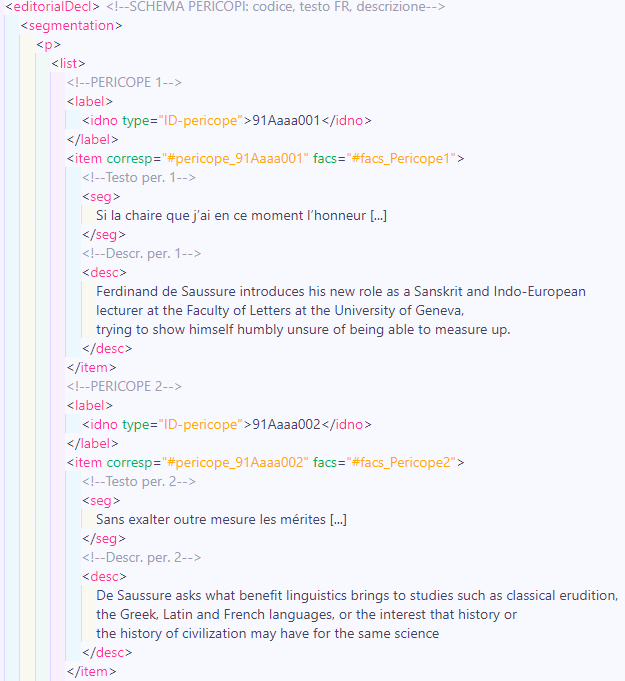 <editorialDecl> <!--SCHEMA PERICOPI: codice, testo FR, descrizione-->
<segmentation>
<p>
<list>
<!--PERICOPE 1-->
<label>
<idno type="ID-pericope">91Aaaa001</idno>
</label>
<item corresp="#pericope_91Aaaa001" facs="#facs_Pericope1">
<!--Testo per. 1-->
<seg>
Si la chaire que j’ai en ce moment l’honneur [...]
</seg>
<!--Descr. per. 1-->
<desc>
Ferdinand de Saussure introduces his new role as a Sanskrit and Indo-European
lecturer at the Faculty of Letters at the University of Geneva,
trying to show himself humbly unsure of being able to measure up.
</desc>
</item>
<!--PERICOPE 2-->
<label>
<idno type="ID-pericope">91Aaaa002</idno>
</label>
<item corresp="#pericope_91Aaaa002" facs="#facs_Pericope2">
<!--Testo per. 2-->
<seg>
Sans exalter outre mesure les mérites [...]
</seg>
<!--Descr. per. 2-->
<desc>
De Saussure asks what benefit linguistics brings to studies such as classical erudition,
the Greek, Latin and French languages, or the interest that history or
the history of civilization may have for the same science
</desc>
</item>